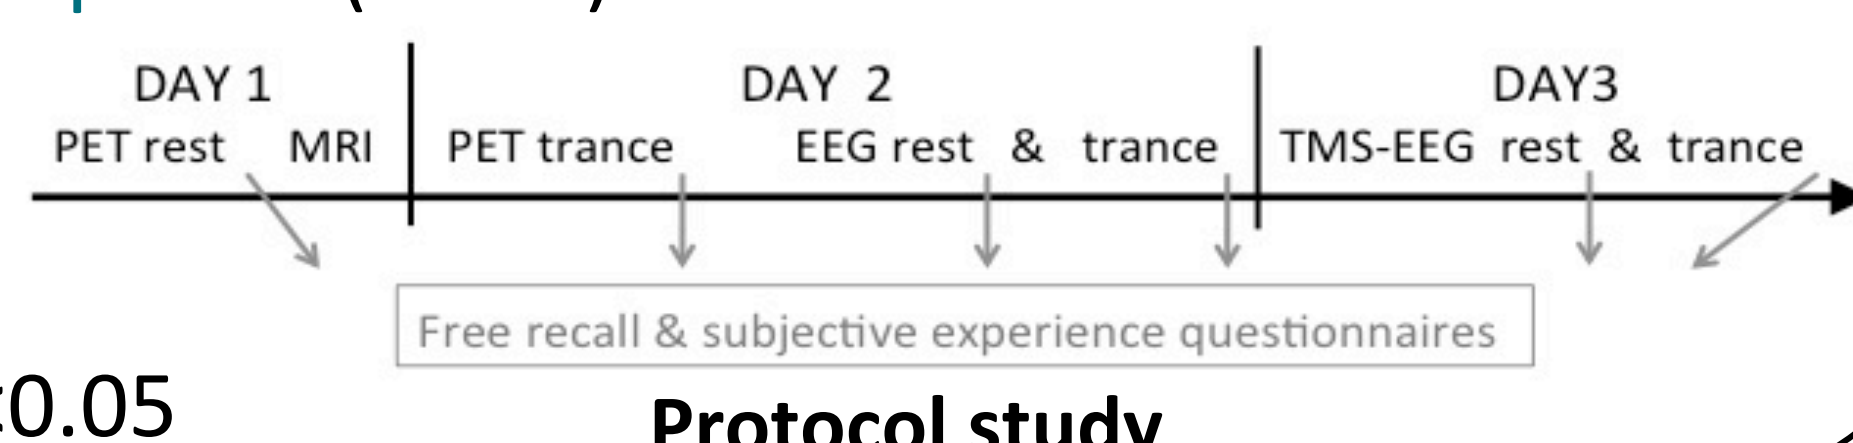 DAY 1 DAY 2 DAY3
PET rest MRI PET trance EEG rest & trance TMS-EEG rest & trance
Free recall & subjective experience questionnaires
0.05
Protocol study